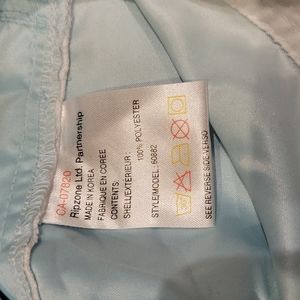 CA-07820
Ripzone Ltd. Partnership
MADE IN KOREA
FABRIQUE EN COREE
CONTENTS:
SHELL/EXTERIEUR:
100% POLYESTER
STYLE/MODEL: 60882
SEE REVERSE SIDE/VERSO